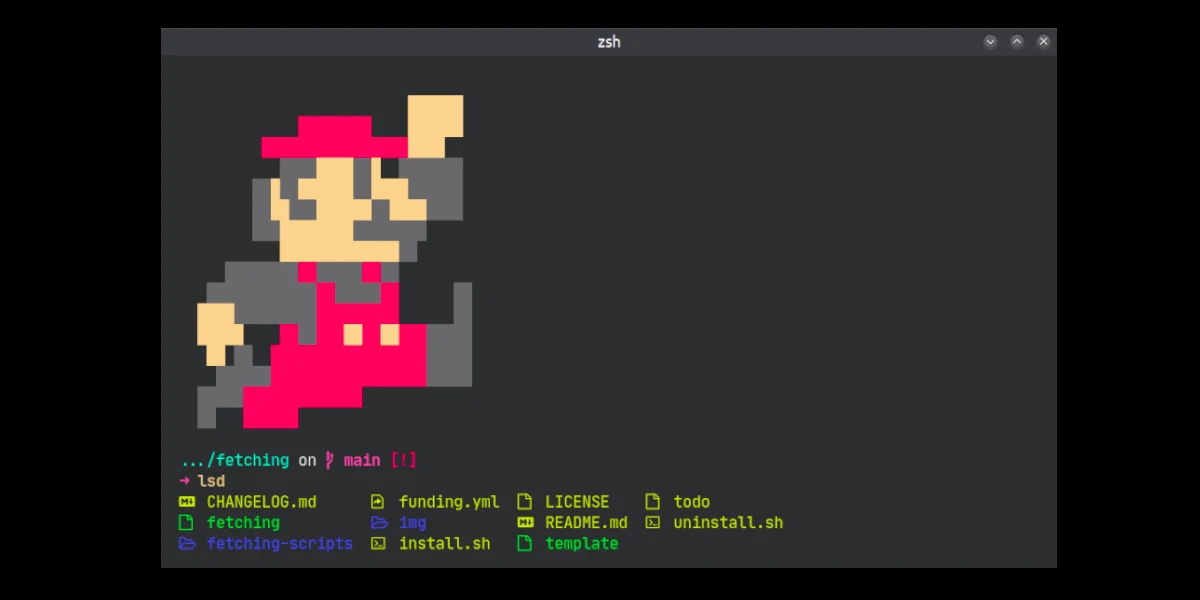 zsh
.../fetching on main [!]
→ lsd
CHANGELOG.md funding.yml LICENSE todo
fetching img README.md uninstall.sh
fetching-scripts install.sh template